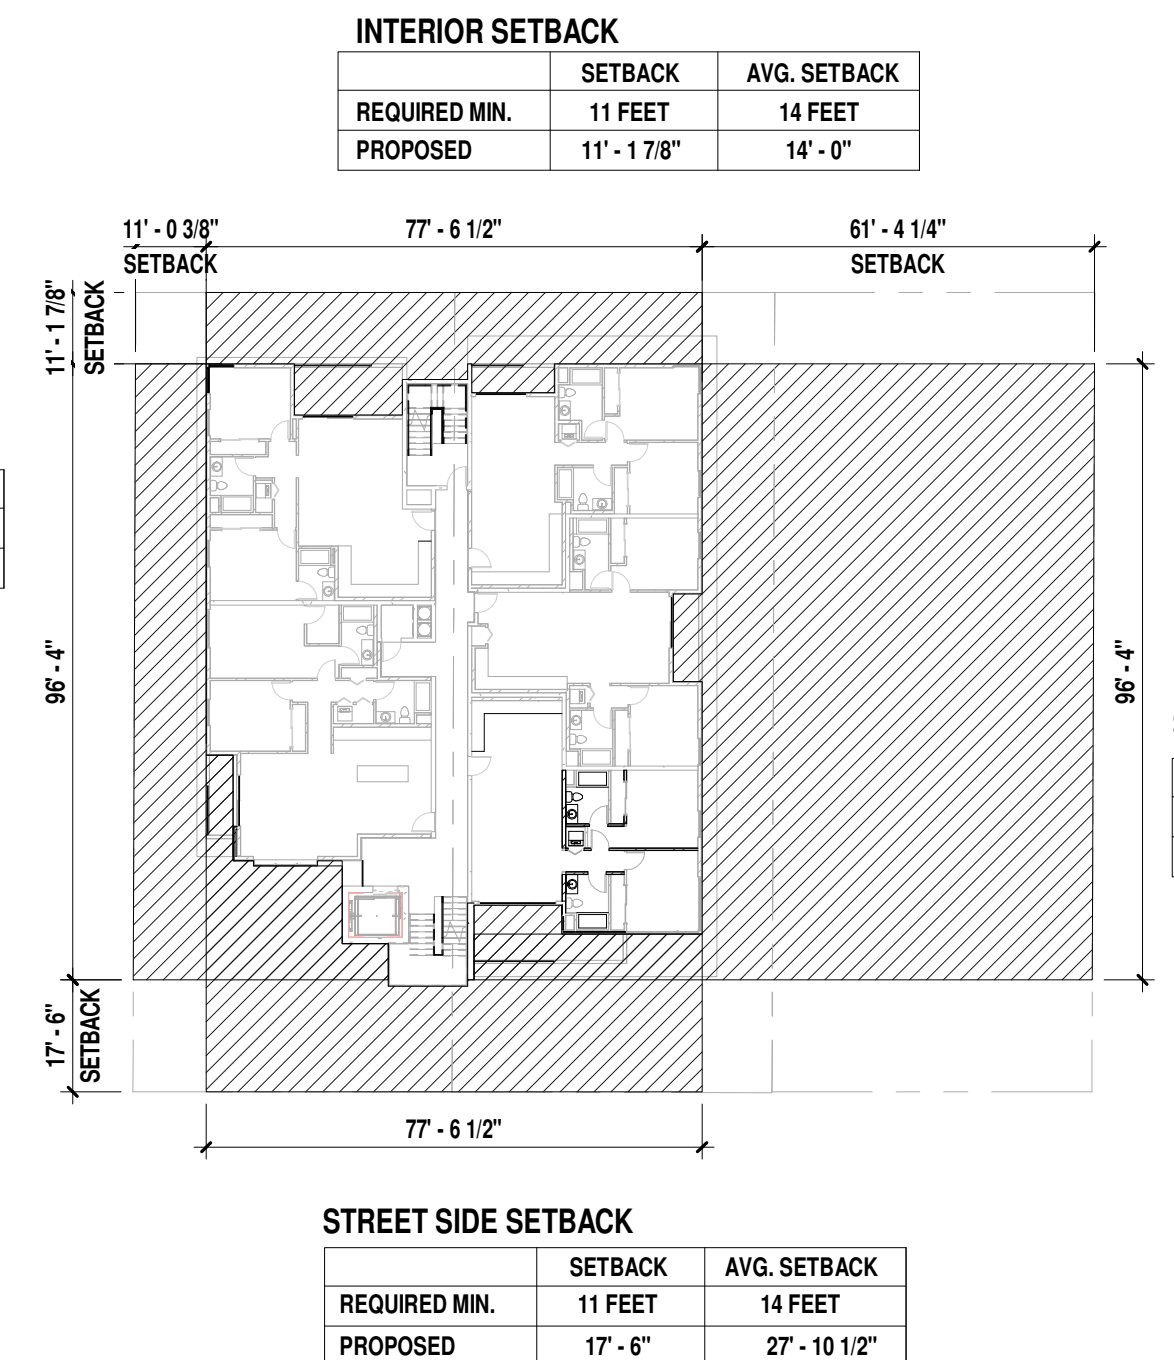 INTERIOR SETBACK
SETBACK AVG. SETBACK
REQUIRED MIN. 11 FEET 14 FEET
PROPOSED 11' - 1 7/8" 14' - 0"
11' - 0 3/8" 77' - 6 1/2" 61' - 4 1/4"
SETBACK SETBACK
11' - 1 7/8"
SETBACK
96' - 4"
96' - 4"
17' - 6"
SETBACK
77' - 6 1/2"
STREET SIDE SETBACK
SETBACK AVG. SETBACK
REQUIRED MIN. 11 FEET 14 FEET
PROPOSED 17' - 6" 27' - 10 1/2"